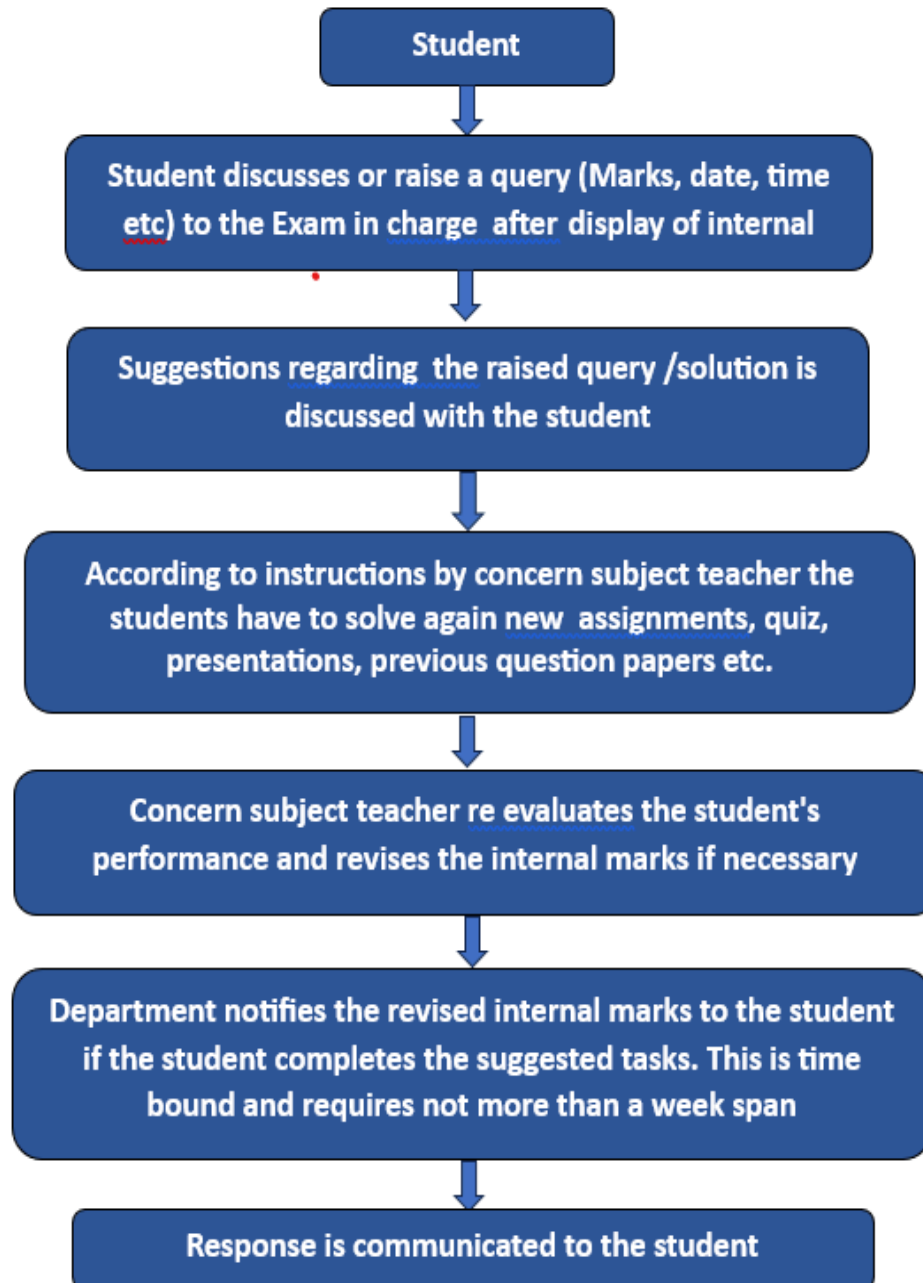 Student
Student discusses or raise a query (Marks, date, time
etc) to the Exam in charge after display of internal
Suggestions regarding the raised query /solution is
discussed with the student
According to instructions by concern subject teacher the
students have to solve again new assignments, quiz,
presentations, previous question papers etc.
Concern subject teacher re evaluates the student's
performance and revises the internal marks if necessary
Department notifies the revised internal marks to the student
if the student completes the suggested tasks. This is time
bound and requires not more than a week span
Response is communicated to the student